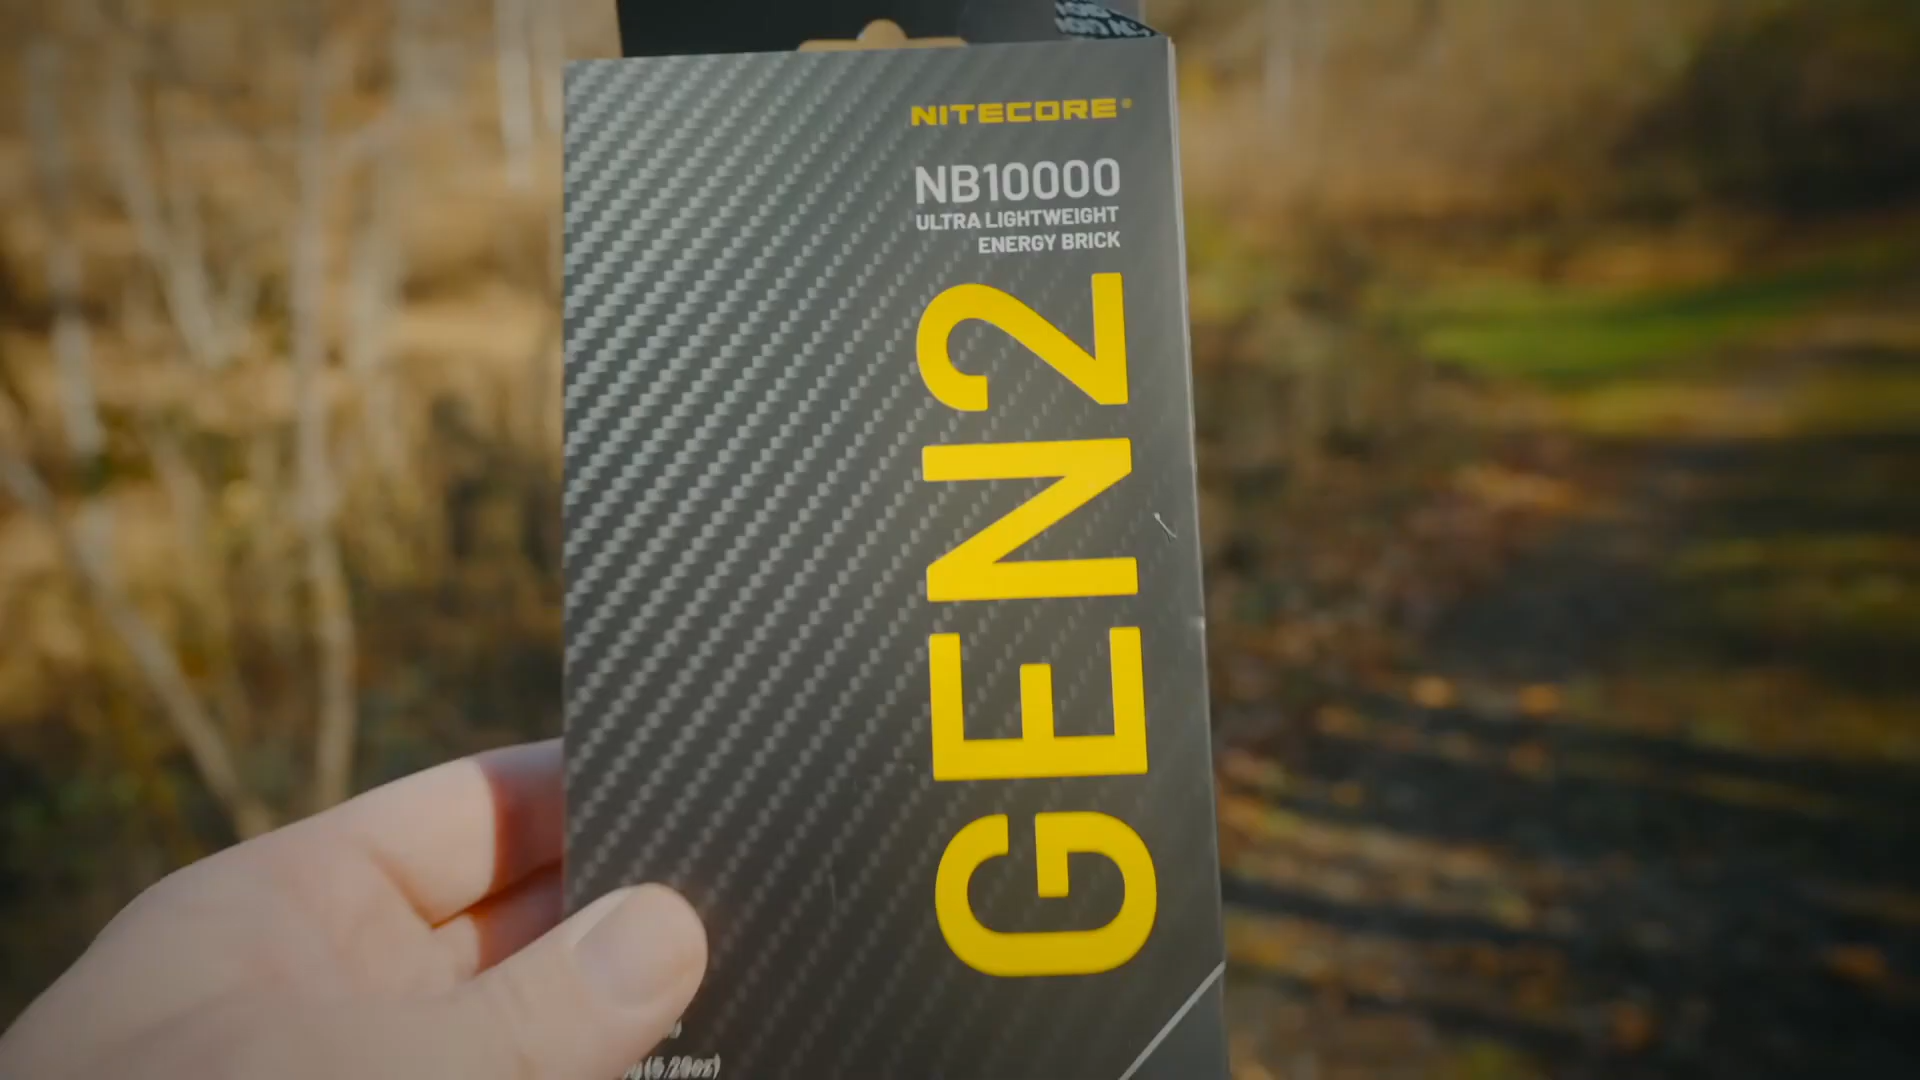 NITECORE®
NB10000
ULTRA LIGHTWEIGHT
ENERGY BRICK
GEN2